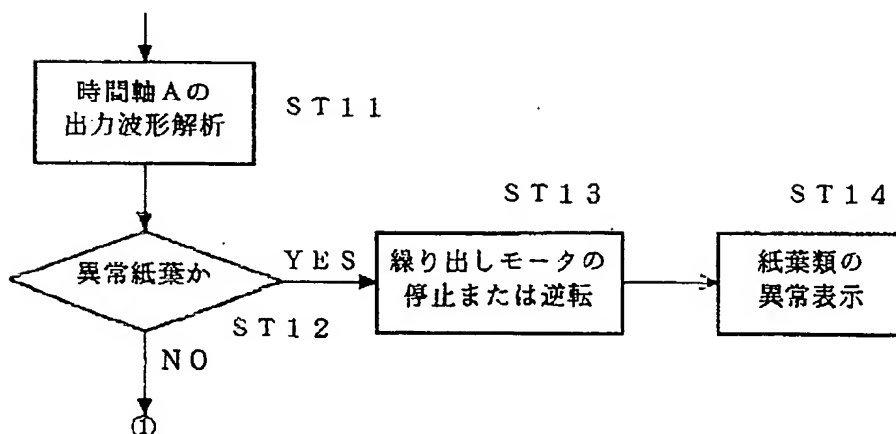 時間軸Aの
出力波形解析
ST11
異常紙葉か
YES
ST12
NO
①
ST13
繰り出しモータの
停止または逆転
ST14
紙葉類の
異常表示